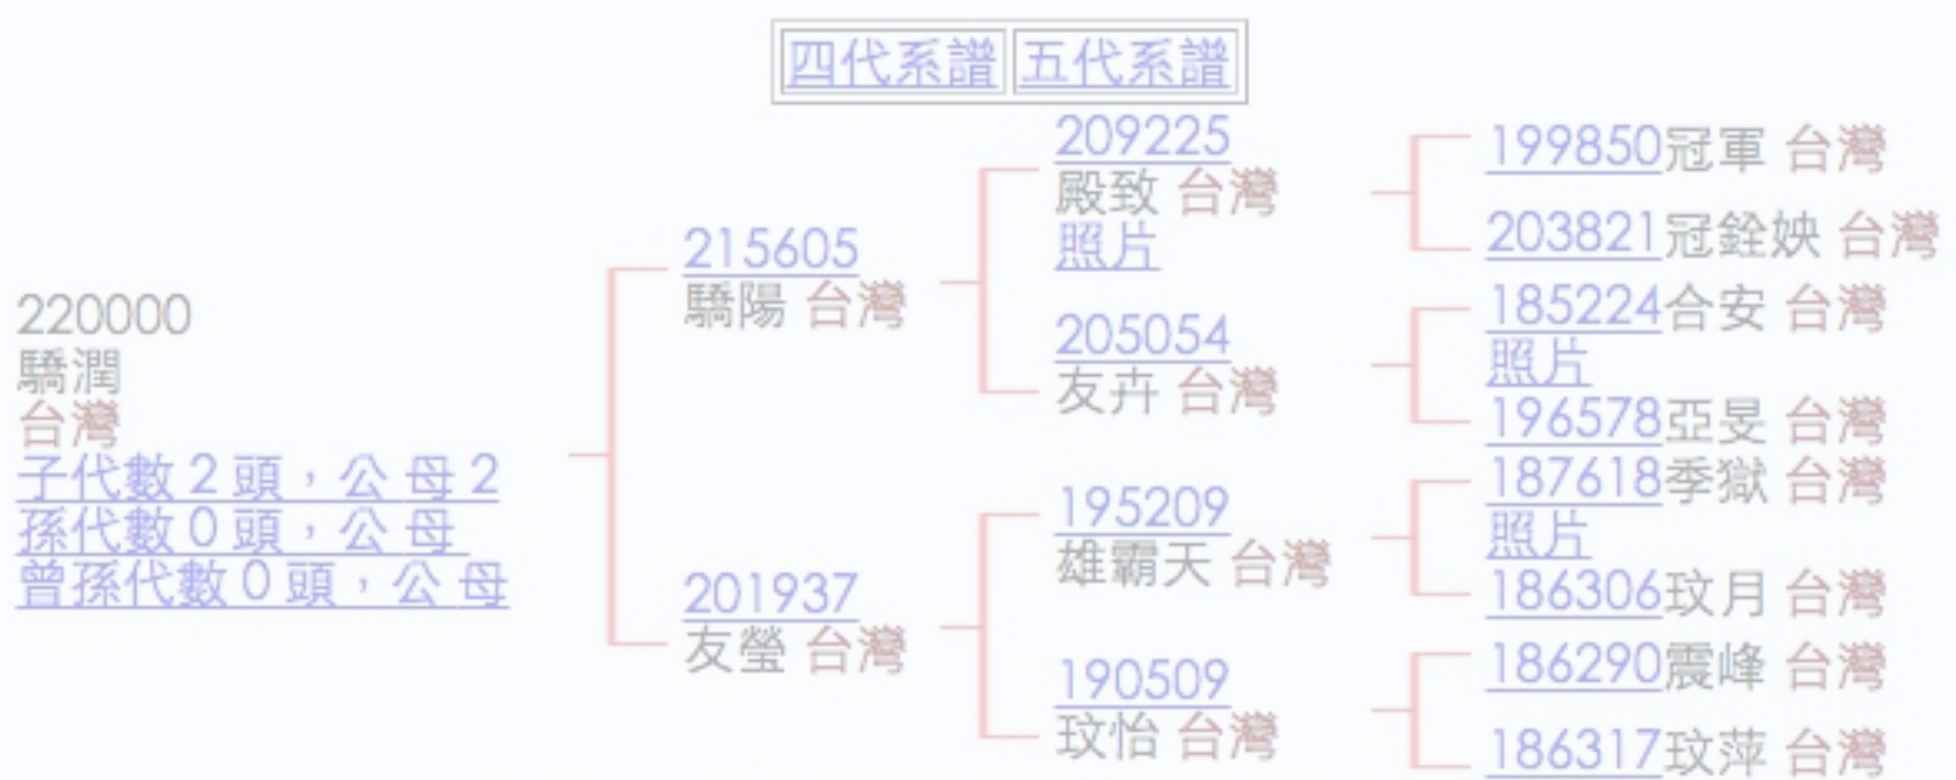 四代系譜 五代系譜
220000
驕潤
台灣
子代數 2 頭，公 母 2
孫代數 0 頭，公 母
曾孫代數 0 頭，公 母
215605
驕陽 台灣
201937
友瑩 台灣
209225
殿致 台灣
照片
205054
友卉 台灣
195209
雄霸天 台灣
190509
玟怡 台灣
199850冠軍 台灣
203821冠銓姎 台灣
185224合安 台灣
照片
196578亞旻 台灣
187618季獄 台灣
照片
186306玟月 台灣
186290震峰 台灣
186317玟萍 台灣